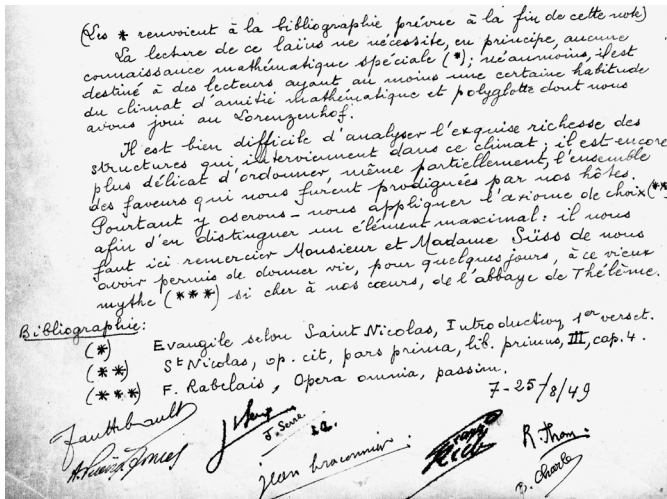 (Les * renvoient à la bibliographie prévue à la fin de cette note)
La lecture de ce laïus ne nécessite, en principe, aucune
connaissance mathématique spéciale (*); néaumoins, il est
destiné à des lecteurs ayant au moins une certaine habitude
du climat d'amitié mathématique et polyglotte dont nous
avons joui au Lorenzenhof.
Il est bien difficile d'analyser l'exquise richesse des
structures qui interviennent dans ce climat; il est encore
plus délicat d'ordonner, même partiellement, l'ensemble
des faveurs qui nous furent prodiguées par nos hôtes.
Pourtant y oserons-nous appliquer l'axiome de choix (**
afin d'en distinguer un élément maximal: il nous
faut ici remercier Monsieur et Madame Süss de nous
avoir permis de donner vie, pour quelques jours, à ce vieux
mythe (***) si cher à nos cœurs, de l'abbaye de Thélème.
Bibliographie:
(*) Evangile selon Saint Nicolas, Introduction, 1er verset.
(**) St Nicolas, op. cit, pars prima, lib. primus, III, cap. 4.
(***) F. Rabelais, Opera omnia, passim.
7-25/8/49
J. Serre
jean braconnier
R. Thom